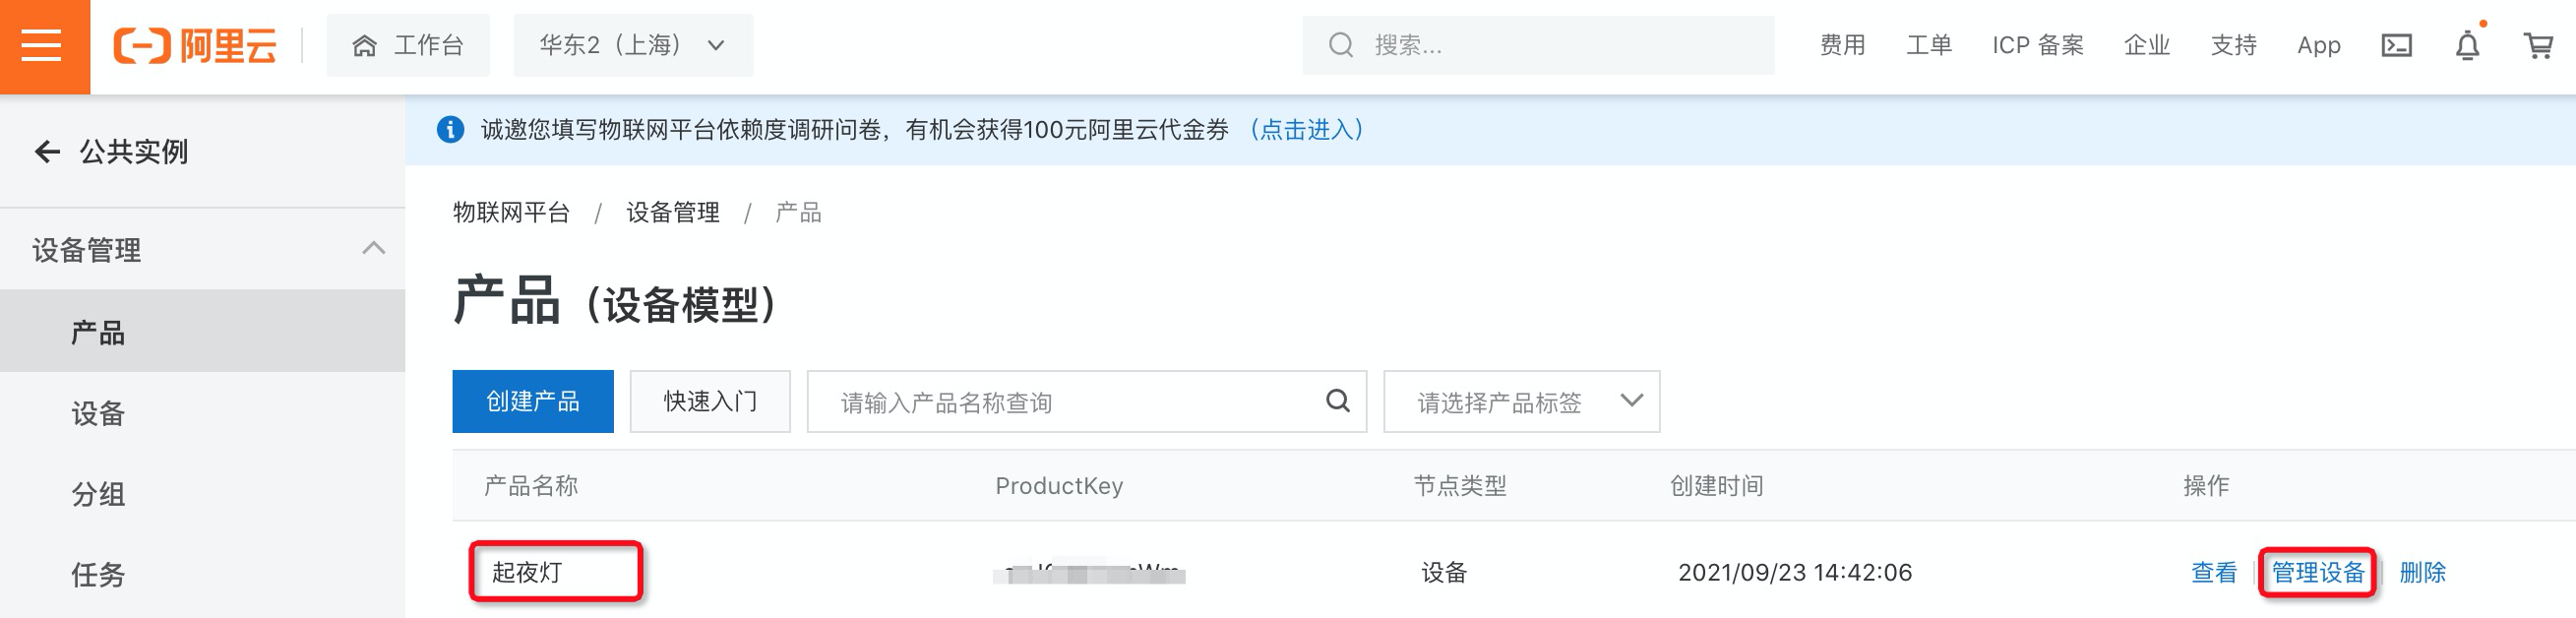 阿里云 工作台 华东2（上海） 搜索... 费用 工单 ICP 备案 企业 支持 App
诚邀您填写物联网平台依赖度调研问卷，有机会获得100元阿里云代金券 （点击进入）
公共实例
设备管理
产品
设备
分组
任务
物联网平台 / 设备管理 / 产品
产品（设备模型）
创建产品 快速入门 请输入产品名称查询 请选择产品标签
产品名称 ProductKey 节点类型 创建时间 操作
起夜灯 设备 2021/09/23 14:42:06 查看 管理设备 删除